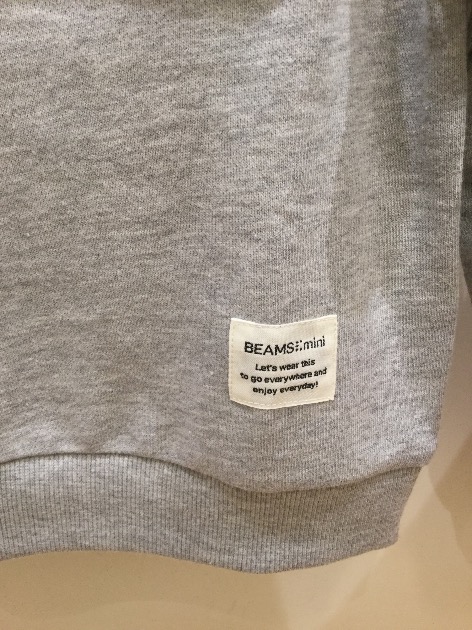 BEAMS mini
Let's wear this
to go everywhere and
enjoy everyday!